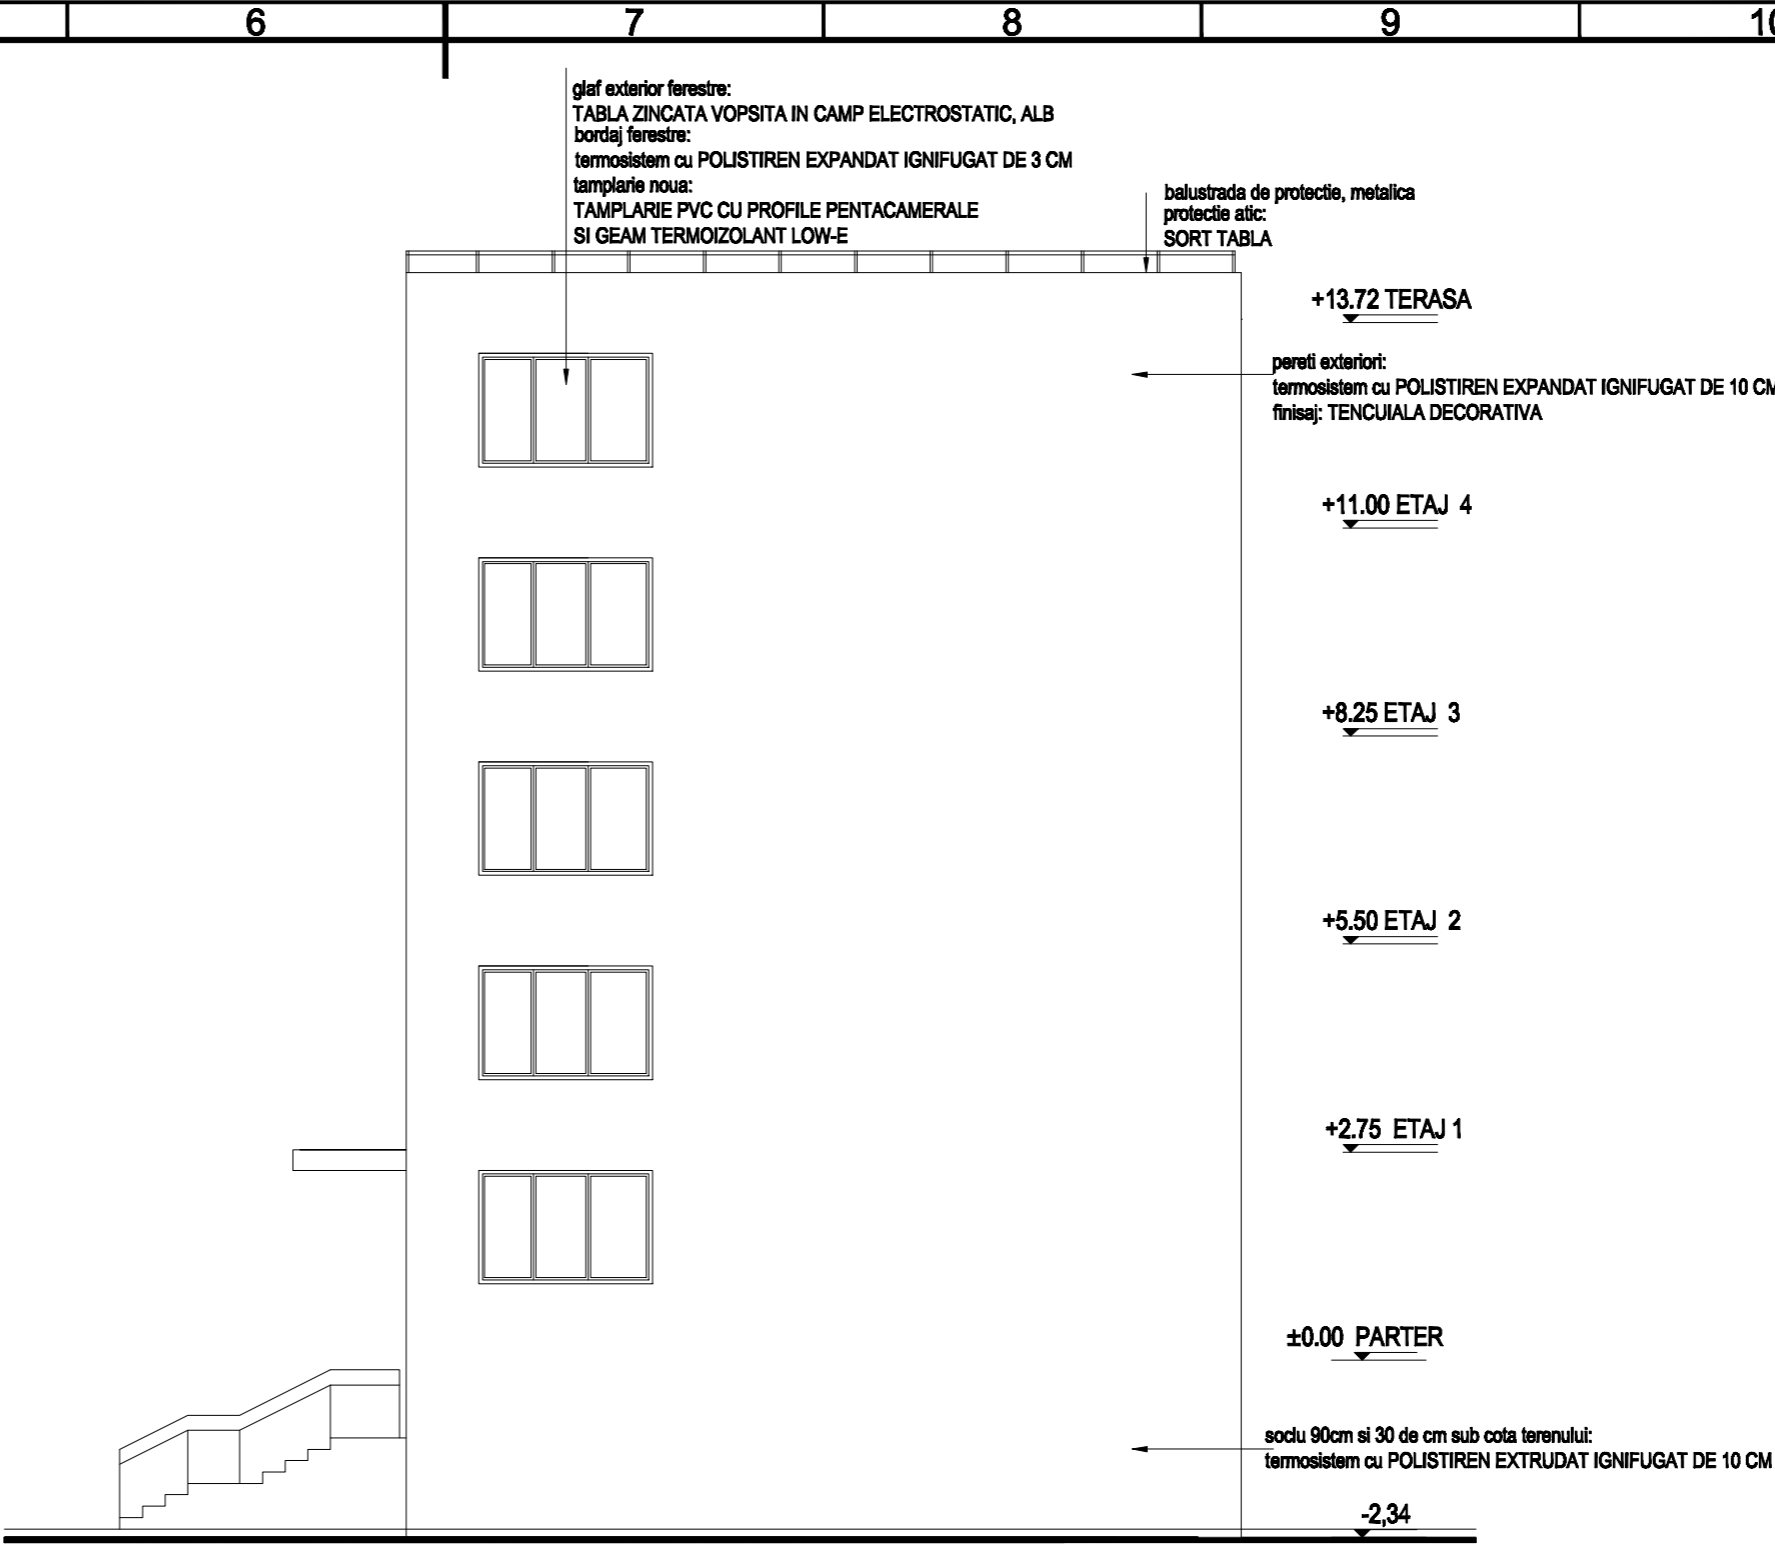 6
7
8
9
10
glaf exterior ferestre:
TABLA ZINCATA VOPSITA IN CAMP ELECTROSTATIC, ALB
bordaj ferestre:
termosistem cu POLISTIREN EXPANDAT IGNIFUGAT DE 3 CM
tamplarie noua:
TAMPLARIE PVC CU PROFILE PENTACAMERALE
SI GEAM TERMOIZOLANT LOW-E
balustrada de protectie, metalica
protectie atic:
SORT TABLA
+13.72 TERASA
pereti exteriori:
termosistem cu POLISTIREN EXPANDAT IGNIFUGAT DE 10 CM
finisaj: TENCUIALA DECORATIVA
+11.00 ETAJ 4
+8.25 ETAJ 3
+5.50 ETAJ 2
+2.75 ETAJ 1
±0.00 PARTER
soclu 90cm si 30 de cm sub cota terenului:
termosistem cu POLISTIREN EXTRUDAT IGNIFUGAT DE 10 CM
-2,34